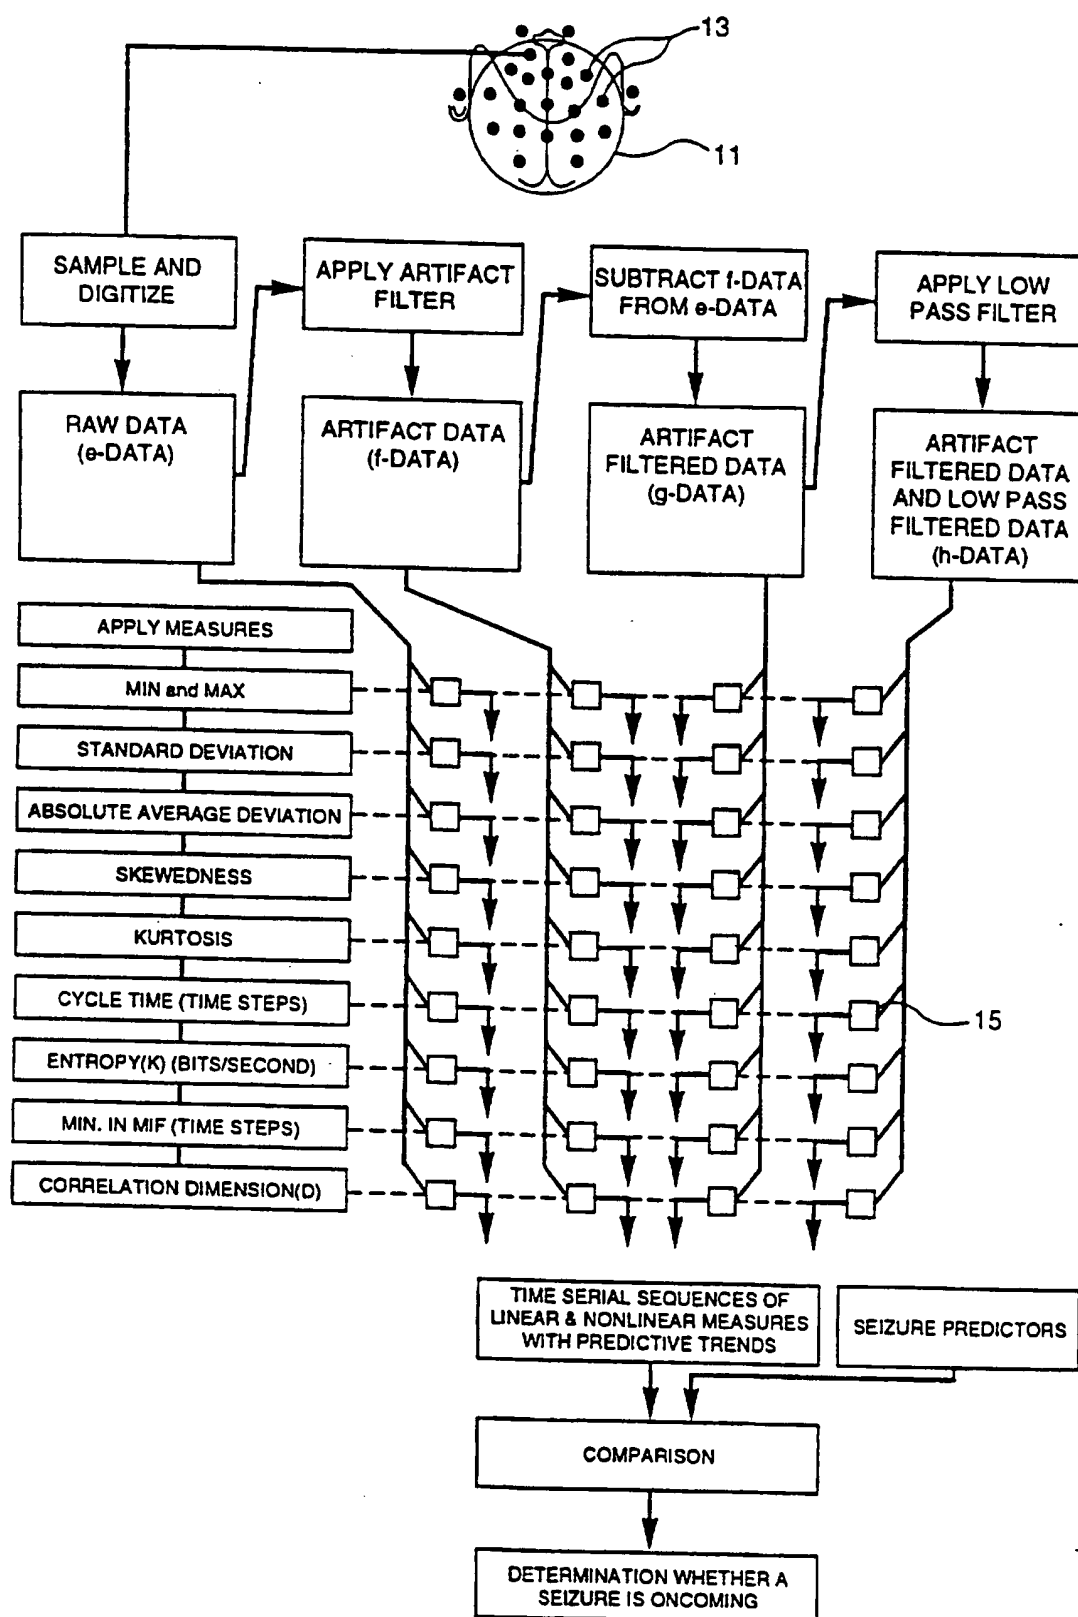 13
11
SAMPLE AND
DIGITIZE
APPLY ARTIFACT
FILTER
SUBTRACT f-DATA
FROM e-DATA
APPLY LOW
PASS FILTER
RAW DATA
(e-DATA)
ARTIFACT DATA
(f-DATA)
ARTIFACT
FILTERED DATA
(g-DATA)
ARTIFACT
FILTERED DATA
AND LOW PASS
FILTERED DATA
(h-DATA)
APPLY MEASURES
MIN and MAX
STANDARD DEVIATION
ABSOLUTE AVERAGE DEVIATION
SKEWEDNESS
KURTOSIS
CYCLE TIME (TIME STEPS)
15
ENTROPY(K) (BITS/SECOND)
MIN. IN MIF (TIME STEPS)
CORRELATION DIMENSION(D)
TIME SERIAL SEQUENCES OF
LINEAR & NONLINEAR MEASURES
WITH PREDICTIVE TRENDS
SEIZURE PREDICTORS
COMPARISON
DETERMINATION WHETHER A
SEIZURE IS ONCOMING